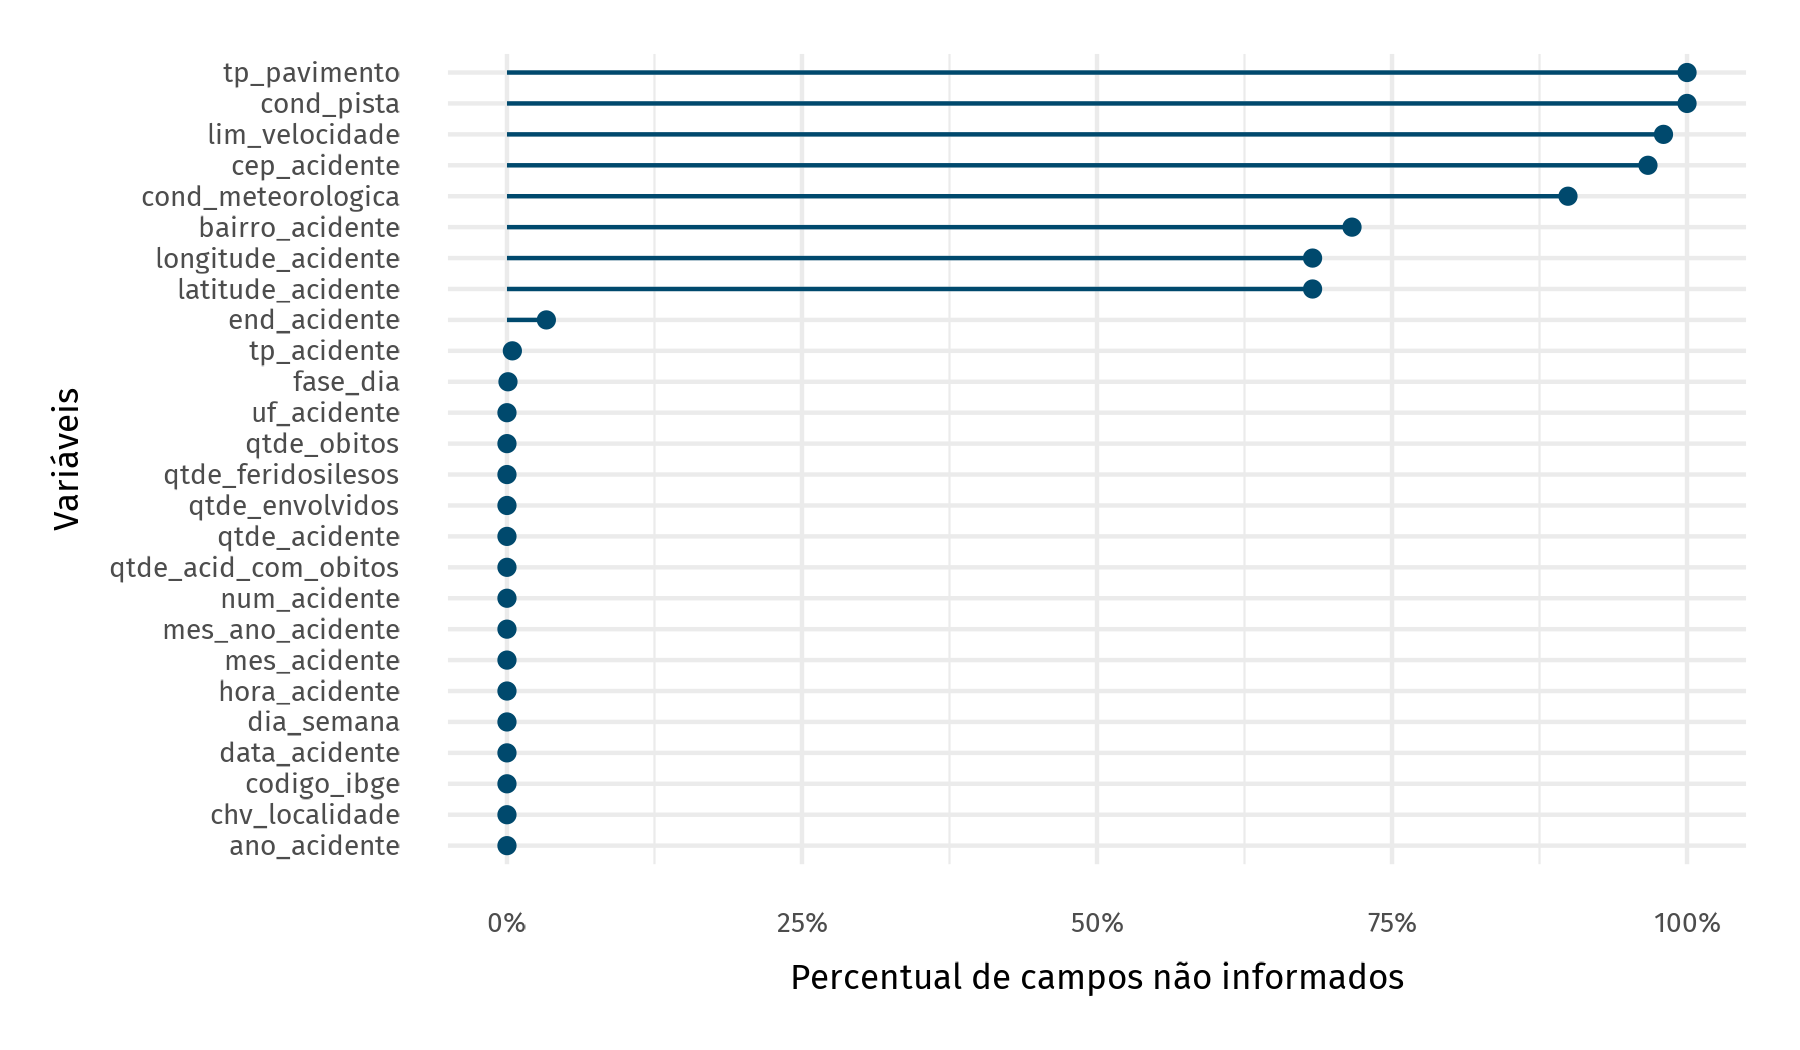 tp_pavimento
cond_pista
lim_velocidade
cep_acidente
cond_meteorologica
bairro_acidente
longitude_acidente
latitude_acidente
end_acidente
tp_acidente
fase_dia
uf_acidente
qtde_obitos
qtde_feridosilesos
qtde_envolvidos
qtde_acidente
qtde_acid_com_obitos
num_acidente
mes_ano_acidente
mes_acidente
hora_acidente
dia_semana
data_acidente
codigo_ibge
chv_localidade
ano_acidente
Variáveis
0% 25% 50% 75% 100%
Percentual de campos não informados